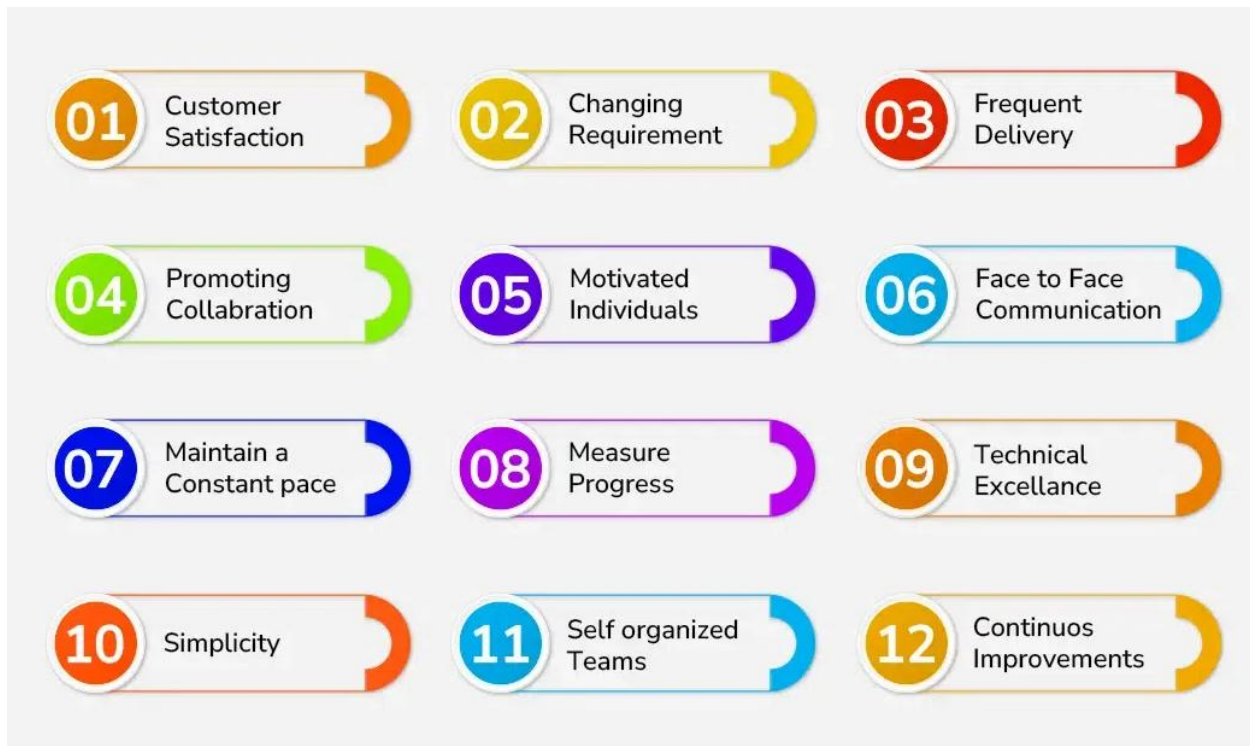 01
Customer
Satisfaction
02
Changing
Requirement
03
Frequent
Delivery
04
Promoting
Collabration
05
Motivated
Individuals
06
Face to Face
Communication
07
Maintain a
Constant pace
08
Measure
Progress
09
Technical
Excellance
10
Simplicity
11
Self organized
Teams
12
Continuos
Improvements